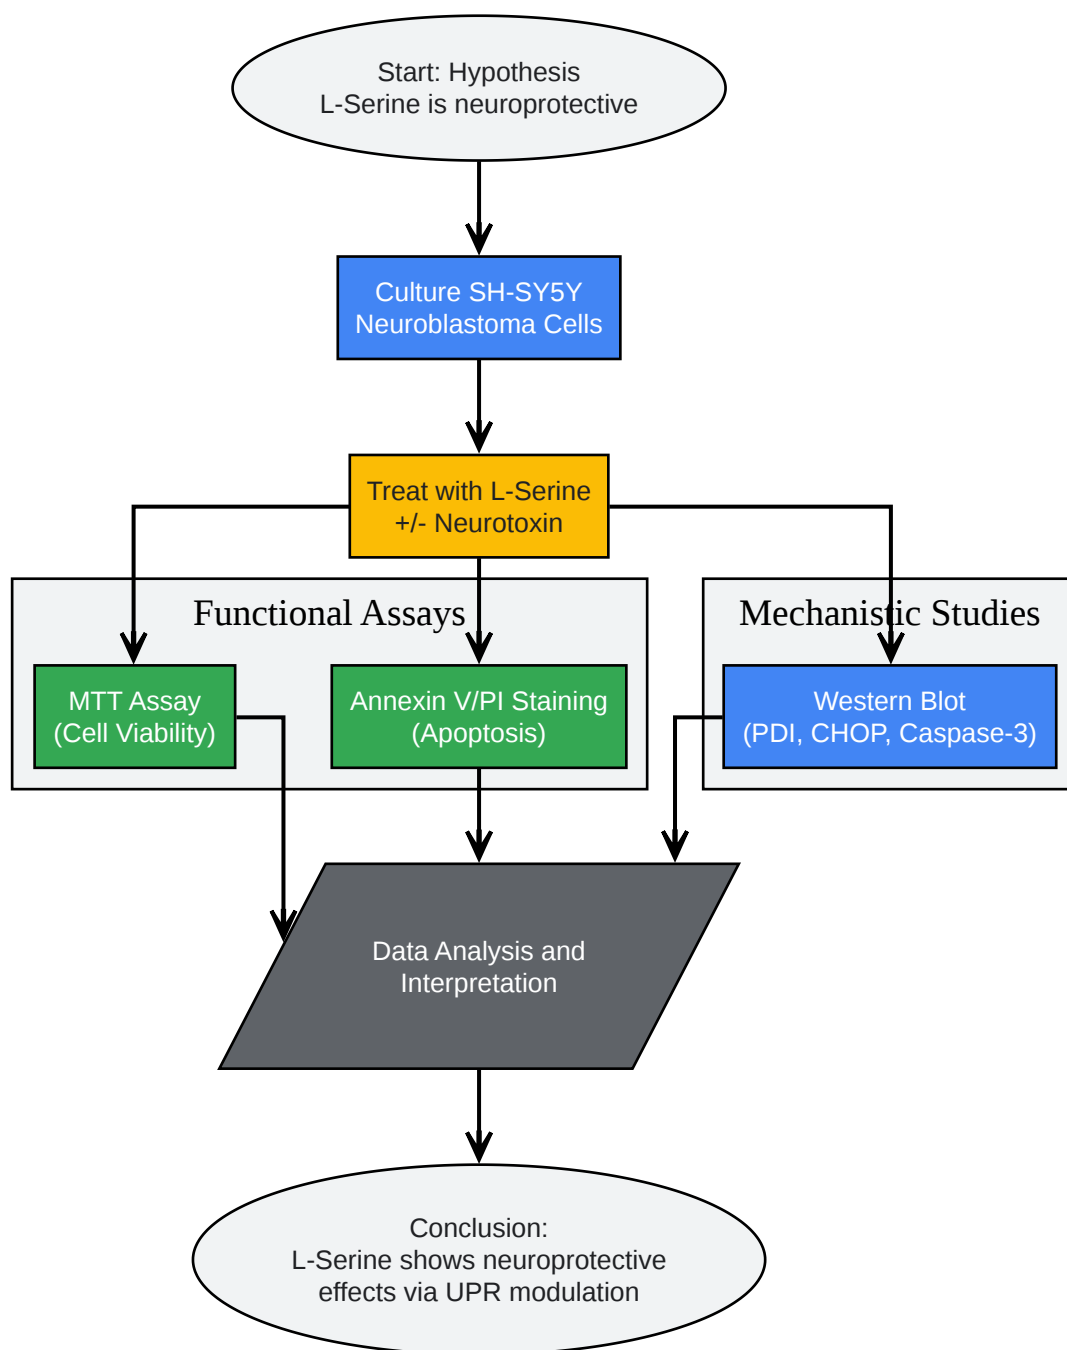 Start: Hypothesis
L-Serine is neuroprotective
Culture SH-SY5Y
Neuroblastoma Cells
Treat with L-Serine
+/- Neurotoxin
Functional Assays
Mechanistic Studies
MTT Assay
(Cell Viability)
Annexin V/PI Staining
(Apoptosis)
Western Blot
(PDI, CHOP, Caspase-3)
Data Analysis and
Interpretation
Conclusion:
L-Serine shows neuroprotective
effects via UPR modulation